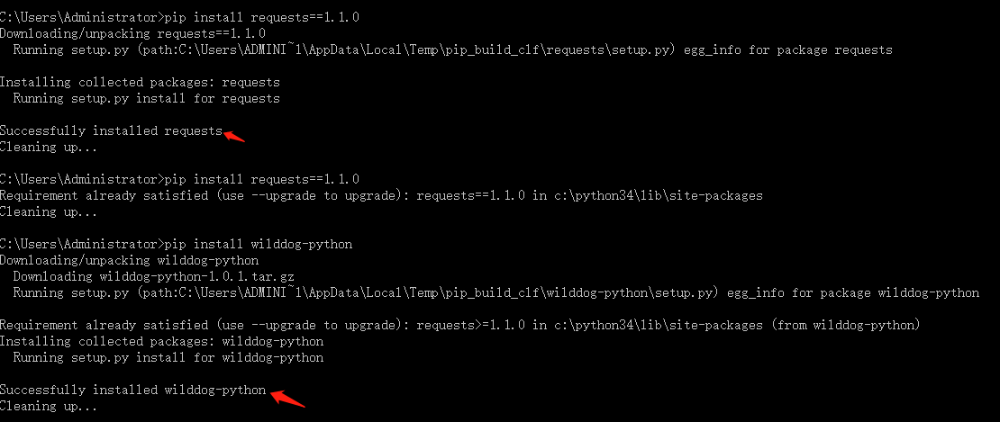 C:\Users\Administrator>pip install requests==1.1.0
Downloading/unpacking requests==1.1.0
  Running setup.py (path:C:\Users\ADMINI~1\AppData\Local\Temp\pip_build_clf\requests\setup.py) egg_info for package requests
Installing collected packages: requests
  Running setup.py install for requests
Successfully installed requests
Cleaning up...
C:\Users\Administrator>pip install requests==1.1.0
Requirement already satisfied (use --upgrade to upgrade): requests==1.1.0 in c:\python34\lib\site-packages
Cleaning up...
C:\Users\Administrator>pip install wilddog-python
Downloading/unpacking wilddog-python
  Downloading wilddog-python-1.0.1.tar.gz
  Running setup.py (path:C:\Users\ADMINI~1\AppData\Local\Temp\pip_build_clf\wilddog-python\setup.py) egg_info for package wilddog-python
Requirement already satisfied (use --upgrade to upgrade): requests>=1.1.0 in c:\python34\lib\site-packages (from wilddog-python)
Installing collected packages: wilddog-python
  Running setup.py install for wilddog-python
Successfully installed wilddog-python
Cleaning up...